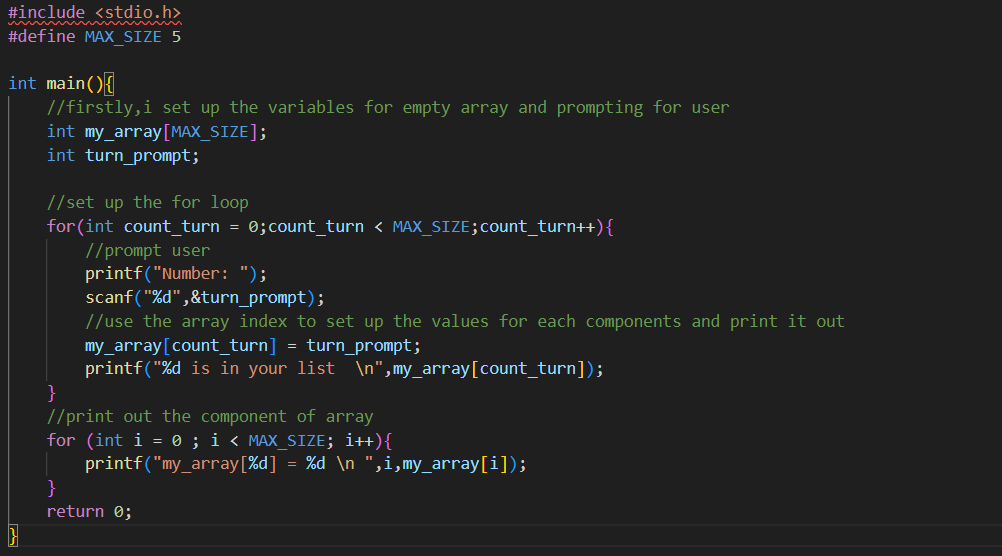 #include <stdio.h>
#define MAX_SIZE 5

int main(){
    //firstly,i set up the variables for empty array and prompting for user
    int my_array[MAX_SIZE];
    int turn_prompt;

    //set up the for loop
    for(int count_turn = 0;count_turn < MAX_SIZE;count_turn++){
        //prompt user
        printf("Number: ");
        scanf("%d",&turn_prompt);
        //use the array index to set up the values for each components and print it out
        my_array[count_turn] = turn_prompt;
        printf("%d is in your list  \n",my_array[count_turn]);
    }
    //print out the component of array
    for (int i = 0 ; i < MAX_SIZE; i++){
        printf("my_array[%d] = %d \n ",i,my_array[i]);
    }
    return 0;
}